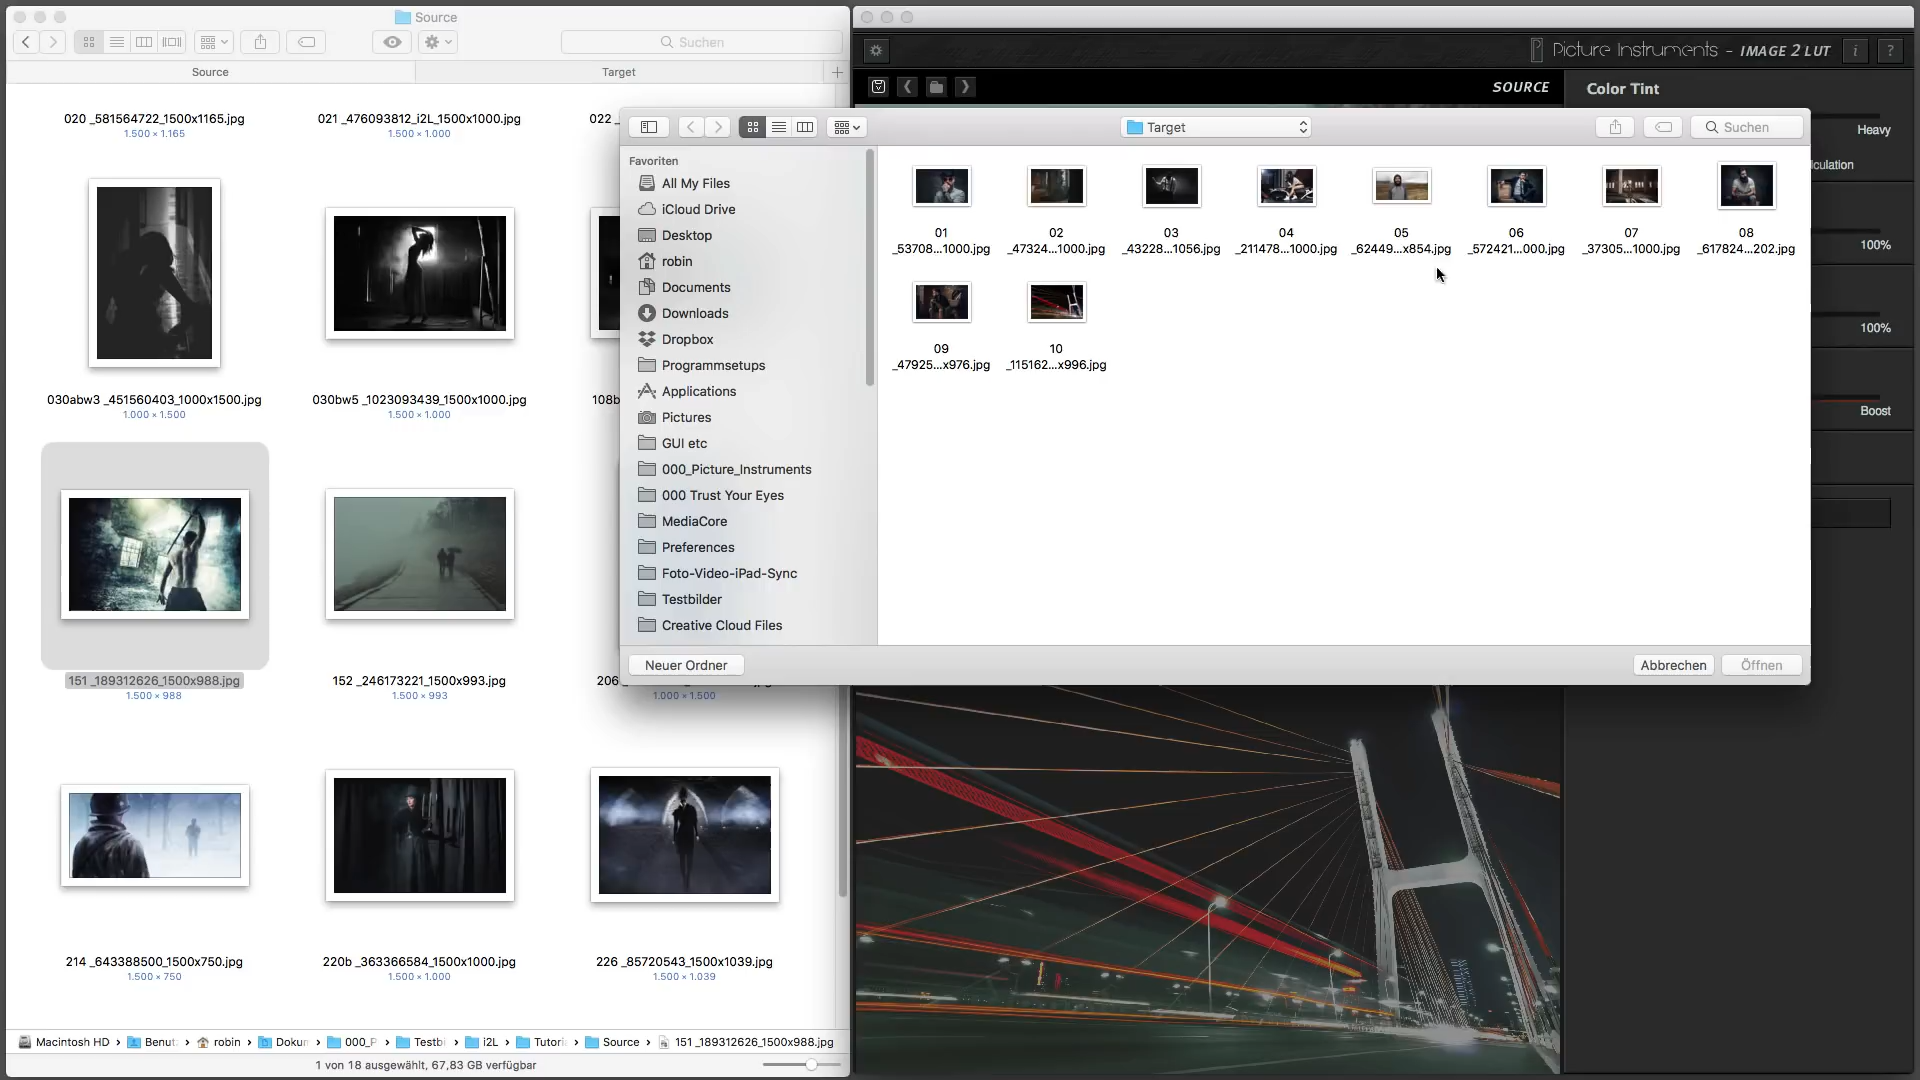 Source
Suchen
Source
Target
020 _581564722_1500x1165.jpg
1.500 × 1.165
021 _476093812_i2L_1500x1000.jpg
1.500 × 1.000
022 _
030abw3 _451560403_1000x1500.jpg
1.000 × 1.500
030bw5 _1023093439_1500x1000.jpg
1.500 × 1.000
108b
151 _189312626_1500x988.jpg
1.500 × 988
152 _246173221_1500x993.jpg
1.500 × 993
206
1.000 × 1.500
214 _643388500_1500x750.jpg
1.500 × 750
220b _363366584_1500x1000.jpg
1.500 × 1.000
226 _85720543_1500x1039.jpg
1.500 × 1.039
Macintosh HD › Benut › robin › Dokun › 000_P › Testbi › i2L › Tutori › Source › 151 _189312626_1500x988.jpg
1 von 18 ausgewählt, 67,83 GB verfügbar
Picture Instruments - IMAGE 2 LUT
i
?
SOURCE
Color Tint
Heavy
lculation
100%
100%
Boost
Target
Suchen
Favoriten
All My Files
iCloud Drive
Desktop
robin
Documents
Downloads
Dropbox
Programmsetups
Applications
Pictures
GUI etc
000_Picture_Instruments
000 Trust Your Eyes
MediaCore
Preferences
Foto-Video-iPad-Sync
Testbilder
Creative Cloud Files
01
_53708...1000.jpg
02
_47324...1000.jpg
03
_43228...1056.jpg
04
_211478...1000.jpg
05
_62449...x854.jpg
06
_572421...000.jpg
07
_37305...1000.jpg
08
_617824...202.jpg
09
_47925...x976.jpg
10
_115162...x996.jpg
Neuer Ordner
Abbrechen
Öffnen